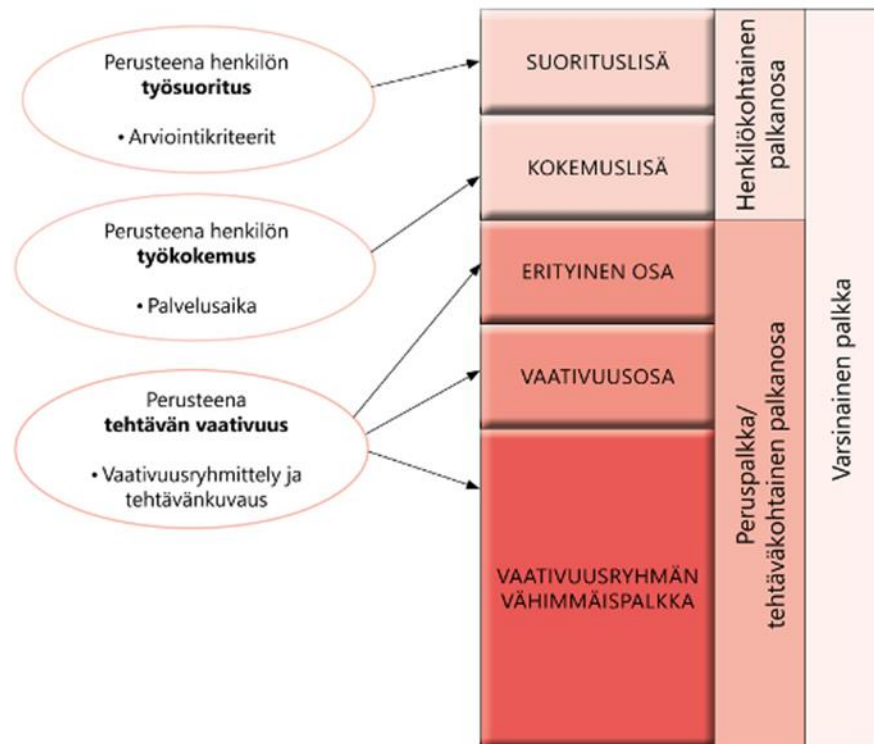 Perusteena henkilön
työsuoritus
• Arviointikriteerit
Perusteena henkilön
työkokemus
• Palvelusaika
Perusteena
tehtävän vaativuus
• Vaativuusryhmittely ja
tehtävänkuvaus
SUORITUSLISÄ
KOKEMUSLISÄ
ERITYINEN OSA
VAATIVUUSOSA
VAATIVUUSRYHMÄN
VÄHIMMÄISPALKKA
Henkilökohtainen
palkanosa
Peruspalkka/
tehtäväkohtainen palkanosa
Varsinainen palkka